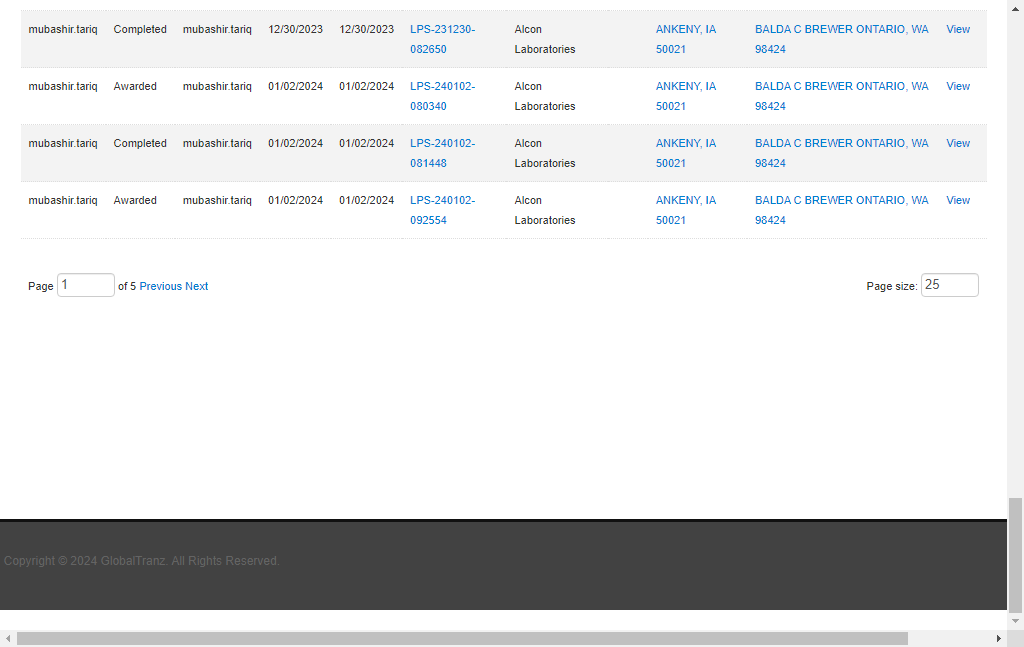 mubashir.tariq Completed mubashir.tariq 12/30/2023 12/30/2023 LPS-231230- Alcon ANKENY, IA BALDA C BREWER ONTARIO, WA View
082650 Laboratories 50021 98424
mubashir.tariq Awarded mubashir.tariq 01/02/2024 01/02/2024 LPS-240102- Alcon ANKENY, IA BALDA C BREWER ONTARIO, WA View
080340 Laboratories 50021 98424
mubashir.tariq Completed mubashir.tariq 01/02/2024 01/02/2024 LPS-240102- Alcon ANKENY, IA BALDA C BREWER ONTARIO, WA View
081448 Laboratories 50021 98424
mubashir.tariq Awarded mubashir.tariq 01/02/2024 01/02/2024 LPS-240102- Alcon ANKENY, IA BALDA C BREWER ONTARIO, WA View
092554 Laboratories 50021 98424
Page 1 of 5 Previous Next Page size: 25
Copyright © 2024 GlobalTranz. All Rights Reserved.